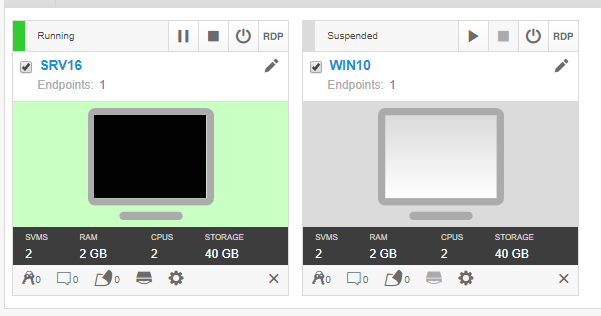 Running RDP
SRV16
Endpoints: 1
SVMS RAM CPUS STORAGE
2 2 GB 2 40 GB
0 0 0
Suspended RDP
WIN10
Endpoints: 1
SVMS RAM CPUS STORAGE
2 2 GB 2 40 GB
0 0 0